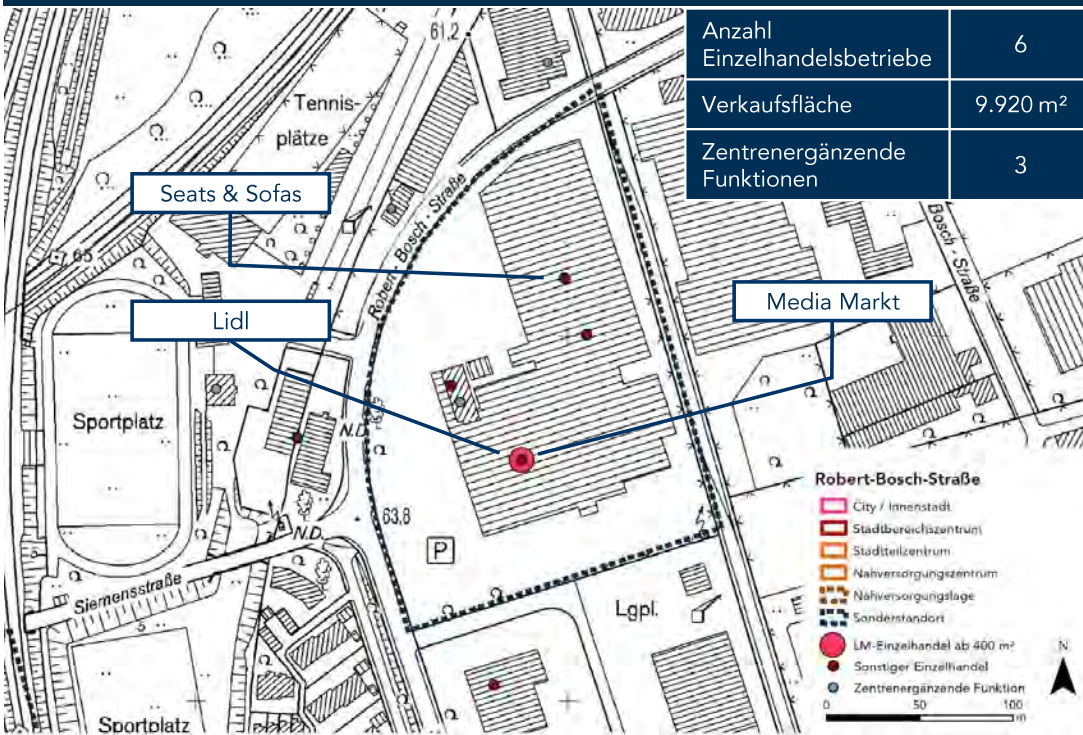 Anzahl
Einzelhandelsbetriebe
6
Verkaufsfläche
9.920 m²
Zentrenergänzende
Funktionen
3
61,2
Tennis-
plätze
Seats & Sofas
65
Robert - Bosch - Straße
Bosch - Straße
Lidl
Media Markt
Sportplatz
N.D.
63,8
N.D.
P
Siemensstraße
Lgpl.
Sportplatz
Robert-Bosch-Straße
City / Innenstadt
Stadtbereichszentrum
Stadtteilzentrum
Nahversorgungszentrum
Nahversorgungslage
Sonderstandort
LM-Einzelhandel ab 400 m²
Sonstiger Einzelhandel
Zentrenergänzende Funktion
N
0 50 100
m